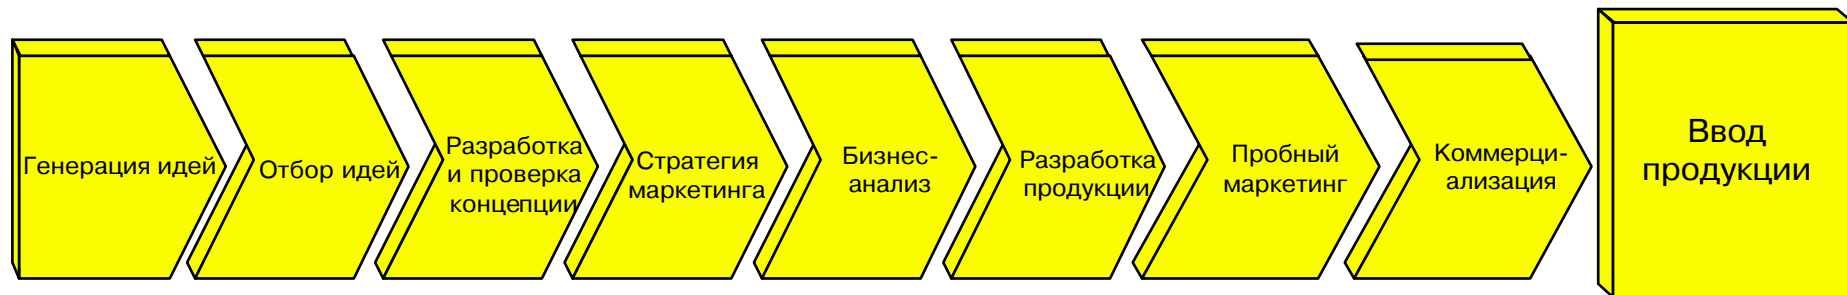 Генерация идей
Отбор идей
Разработка
и проверка
концепции
Стратегия
маркетинга
Бизнес-
анализ
Разработка
продукции
Пробный
маркетинг
Коммерци-
ализация
Ввод
продукции